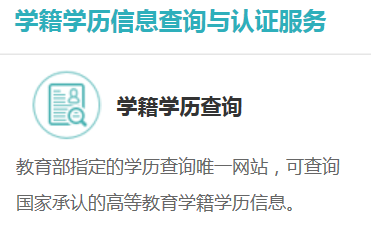 学籍学历信息查询与认证服务
学籍学历查询
教育部指定的学历查询唯一网站，可查询
国家承认的高等教育学籍学历信息。